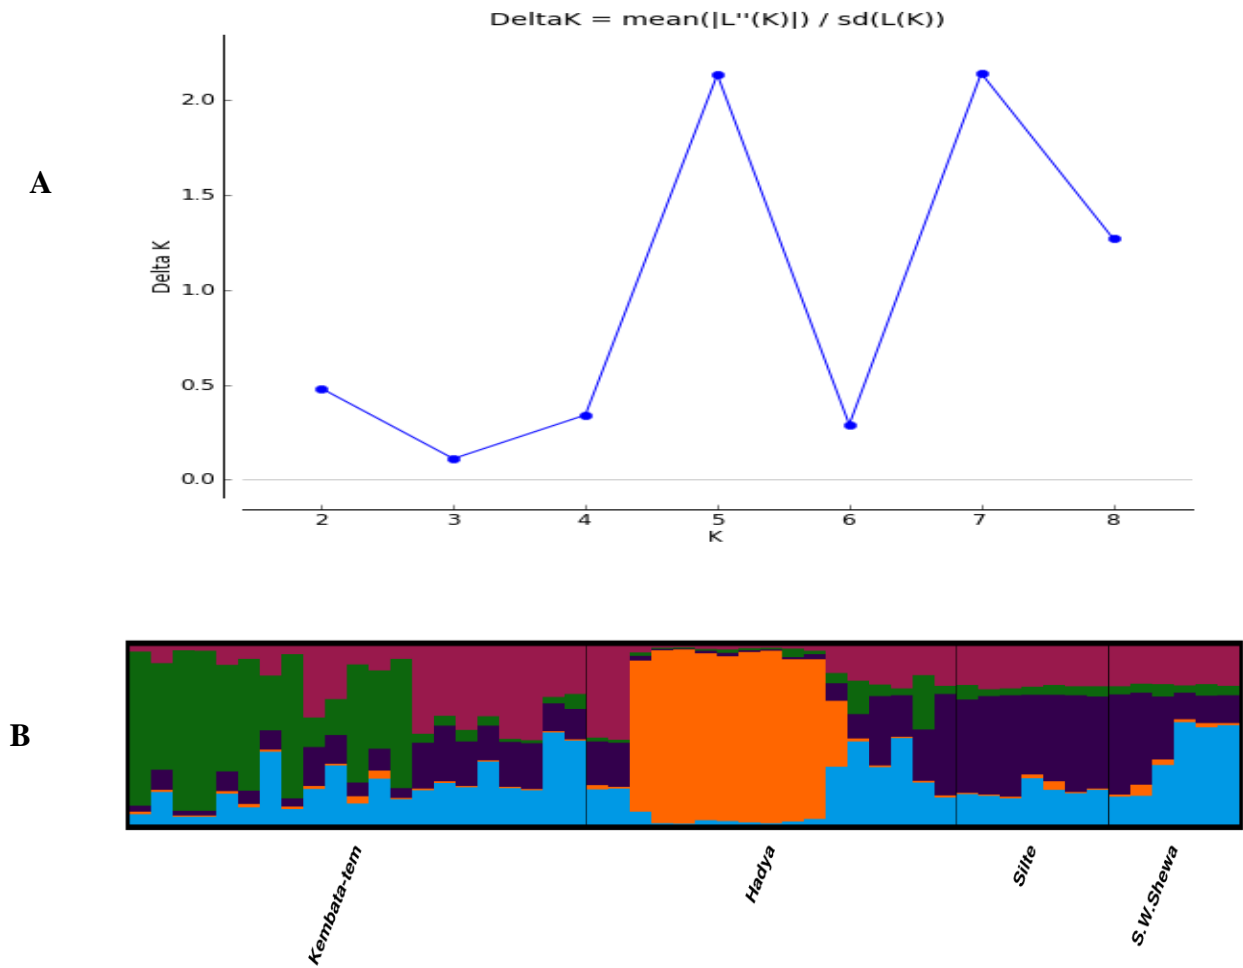 DeltaK = mean(|L''(K)|) / sd(L(K))
A
2.0
1.5
1.0
0.5
0.0
Delta K
2 3 4 5 6 7 8
K
B
Kembata-tem
Hadya
Silte
S.W.Shewa